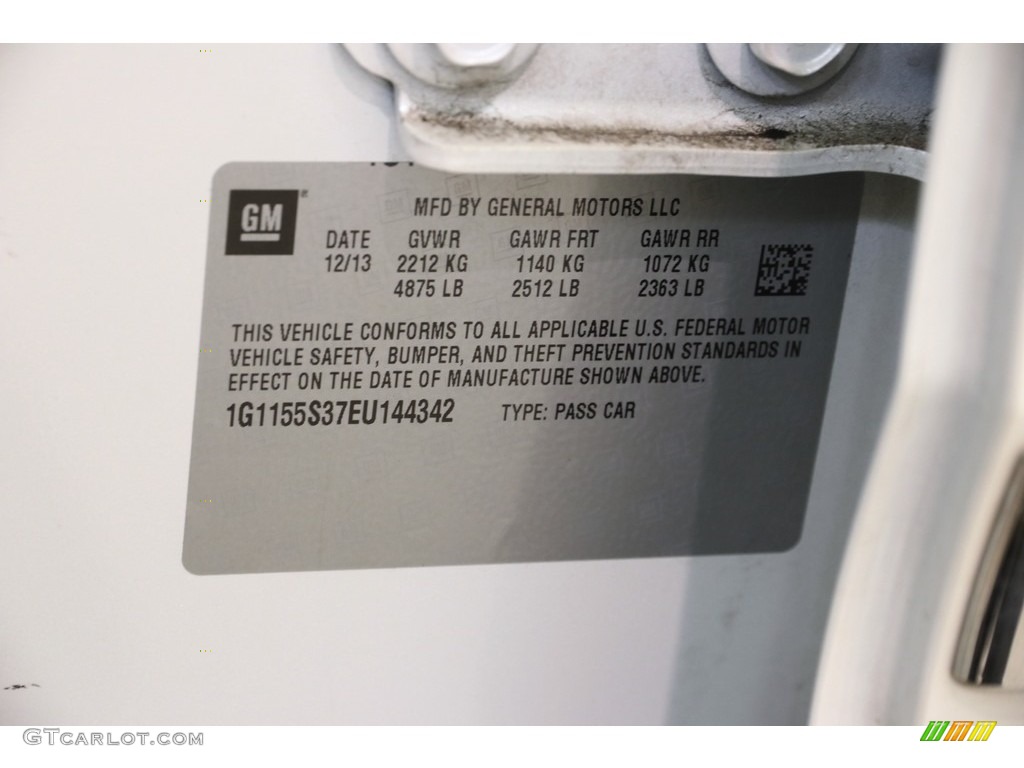 GM
MFD BY GENERAL MOTORS LLC
DATE GVWR GAWR FRT GAWR RR
12/13 2212 KG 1140 KG 1072 KG
4875 LB 2512 LB 2363 LB
THIS VEHICLE CONFORMS TO ALL APPLICABLE U.S. FEDERAL MOTOR
VEHICLE SAFETY, BUMPER, AND THEFT PREVENTION STANDARDS IN
EFFECT ON THE DATE OF MANUFACTURE SHOWN ABOVE.
1G1155S37EU144342 TYPE: PASS CAR
GTCARLOT.COM